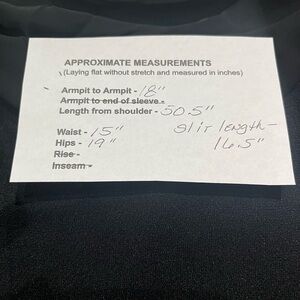 APPROXIMATE MEASUREMENTS
(Laying flat without stretch and measured in inches)
Armpit to Armpit - 18"
Armpit to end of sleeve -
Length from shoulder - 50.5"
Waist - 15" slit length -
Hips - 19" 16.5"
Rise -
Inseam -